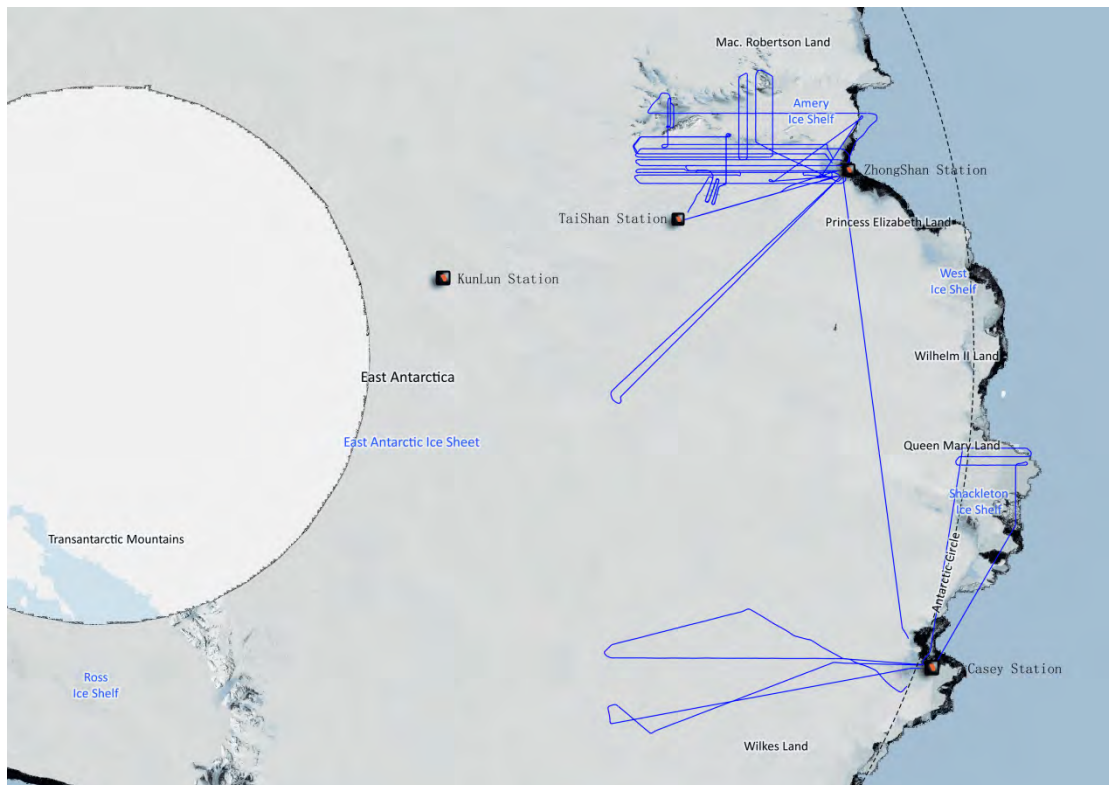 Mac. Robertson Land
Amery
Ice Shelf
ZhongShan Station
TaiShan Station
Princess Elizabeth Land
KunLun Station
West
Ice Shelf
Wilhelm II Land
East Antarctica
East Antarctic Ice Sheet
Queen Mary Land
Shackleton
Ice Shelf
Transantarctic Mountains
Antarctic Circle
Ross
Ice Shelf
Casey Station
Wilkes Land